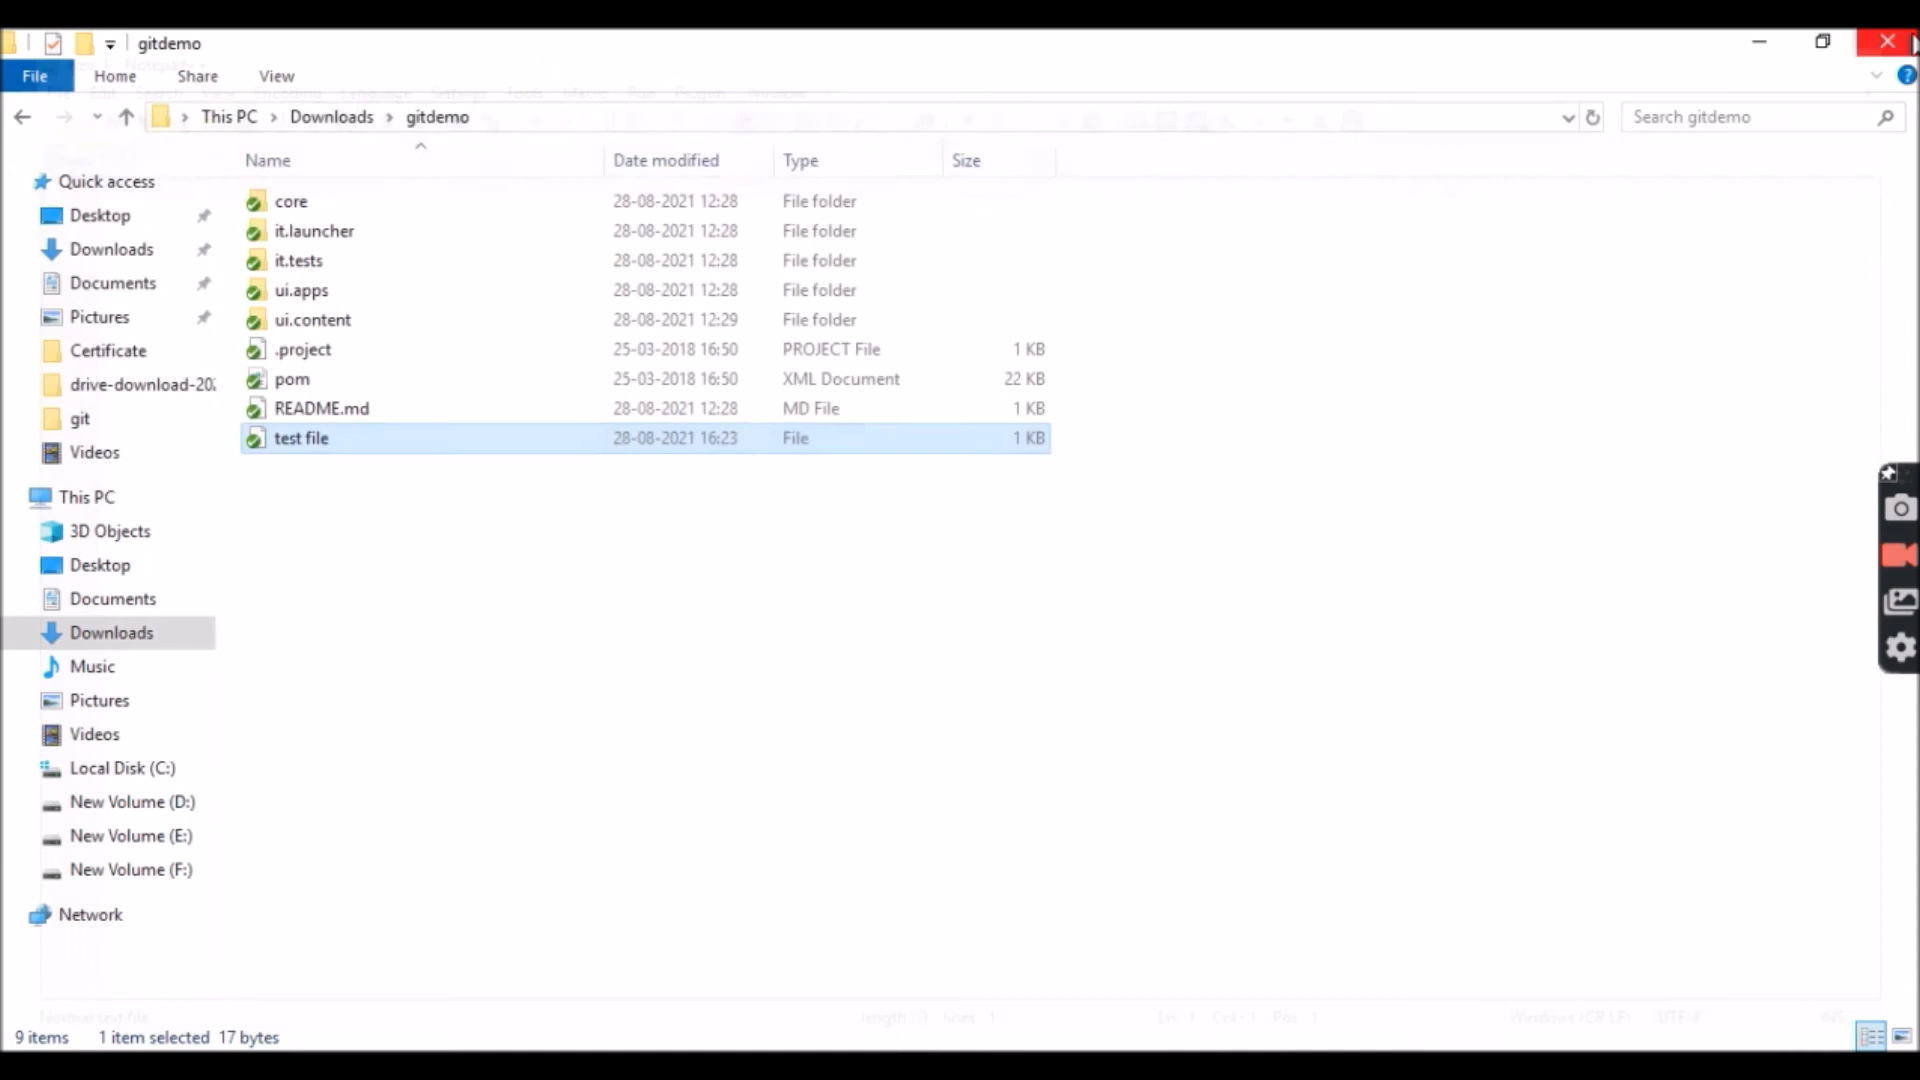 gitdemo
File Home Share View
This PC Downloads gitdemo Search gitdemo
Name Date modified Type Size
Quick access
Desktop
Downloads
Documents
Pictures
Certificate
drive-download-20
git
Videos
This PC
3D Objects
Desktop
Documents
Downloads
Music
Pictures
Videos
Local Disk (C:)
New Volume (D:)
New Volume (E:)
New Volume (F:)
Network
core 28-08-2021 12:28 File folder
it.launcher 28-08-2021 12:28 File folder
it.tests 28-08-2021 12:28 File folder
ui.apps 28-08-2021 12:28 File folder
ui.content 28-08-2021 12:29 File folder
.project 25-03-2018 16:50 PROJECT File 1 KB
pom 25-03-2018 16:50 XML Document 22 KB
README.md 28-08-2021 12:28 MD File 1 KB
test file 28-08-2021 16:23 File 1 KB
9 items 1 item selected 17 bytes